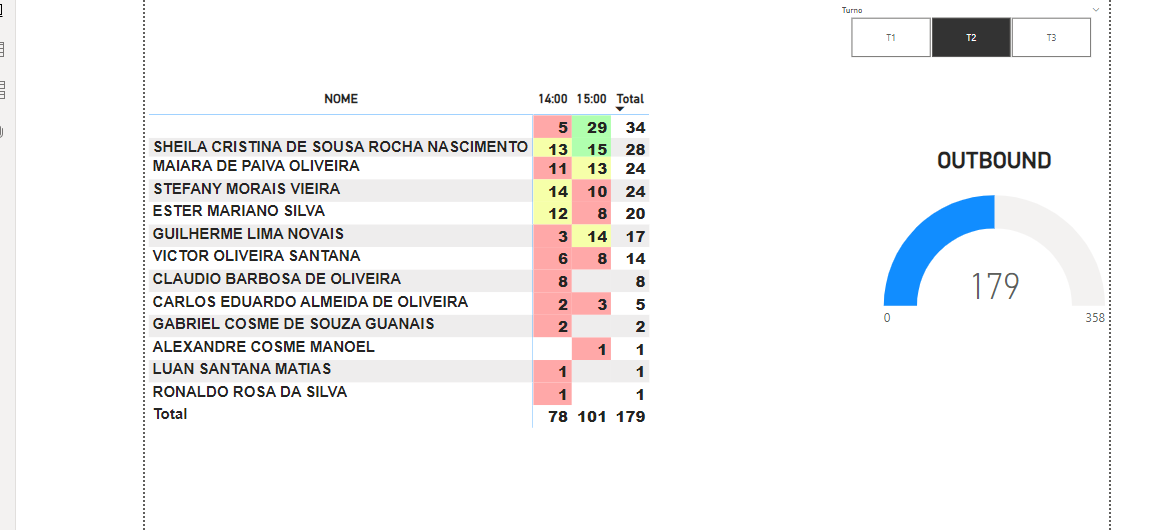 Turno
T1 T2 T3
NOME 14:00 15:00 Total
5 29 34
SHEILA CRISTINA DE SOUSA ROCHA NASCIMENTO 13 15 28
MAIARA DE PAIVA OLIVEIRA 11 13 24
STEFANY MORAIS VIEIRA 14 10 24
ESTER MARIANO SILVA 12 8 20
GUILHERME LIMA NOVAIS 3 14 17
VICTOR OLIVEIRA SANTANA 6 8 14
CLAUDIO BARBOSA DE OLIVEIRA 8 8
CARLOS EDUARDO ALMEIDA DE OLIVEIRA 2 3 5
GABRIEL COSME DE SOUZA GUANAIS 2 2
ALEXANDRE COSME MANOEL 1 1
LUAN SANTANA MATIAS 1 1
RONALDO ROSA DA SILVA 1 1
Total 78 101 179
OUTBOUND
179
0 358